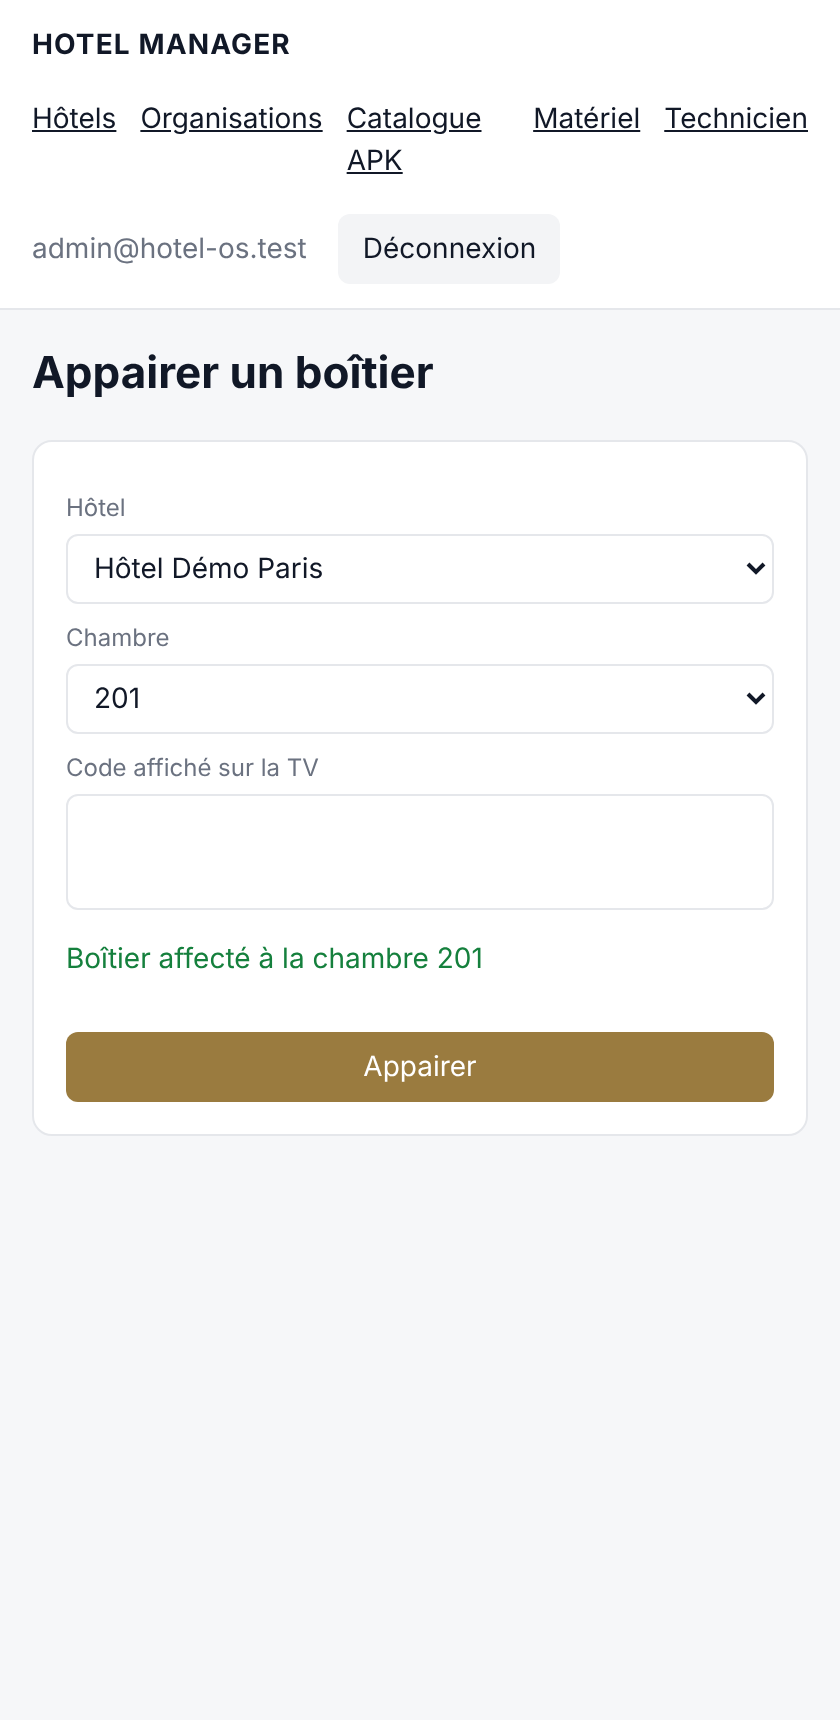 HOTEL MANAGER
Hôtels Organisations Catalogue APK Matériel Technicien
admin@hotel-os.test Déconnexion
Appairer un boîtier
Hôtel
Hôtel Démo Paris
Chambre
201
Code affiché sur la TV
Boîtier affecté à la chambre 201
Appairer